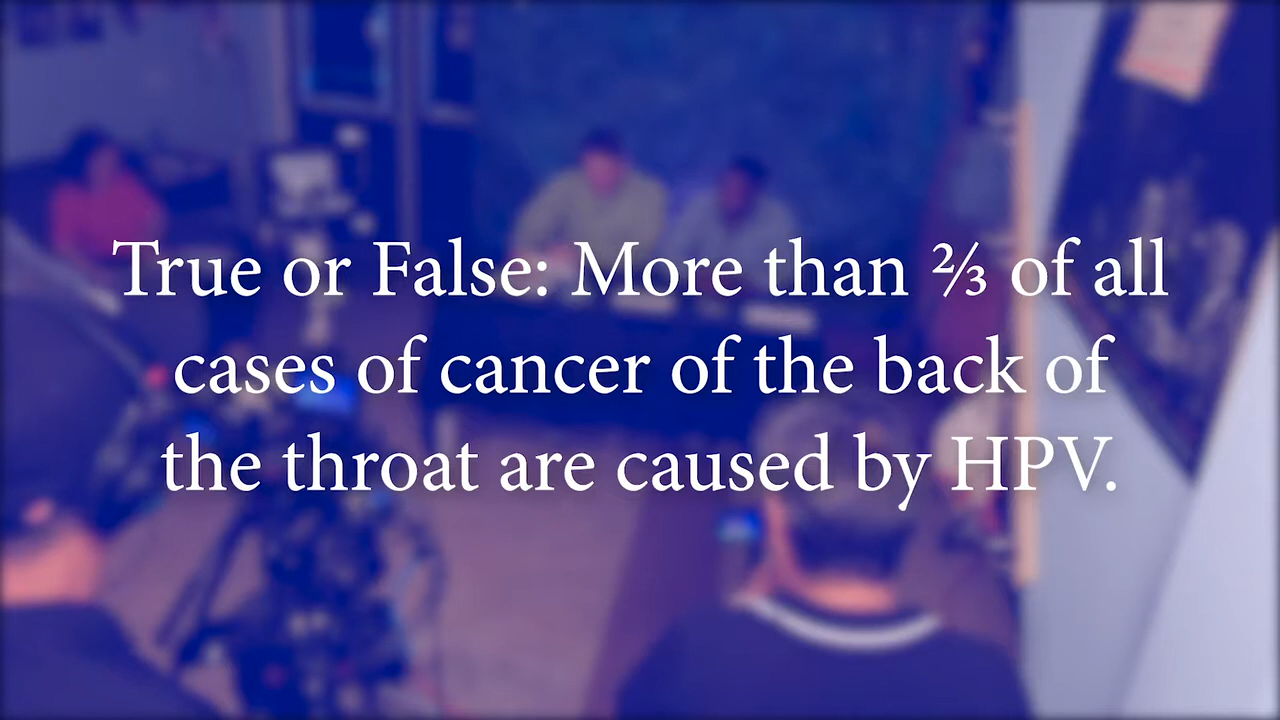 True or False: More than ⅔ of all
cases of cancer of the back of
the throat are caused by HPV.